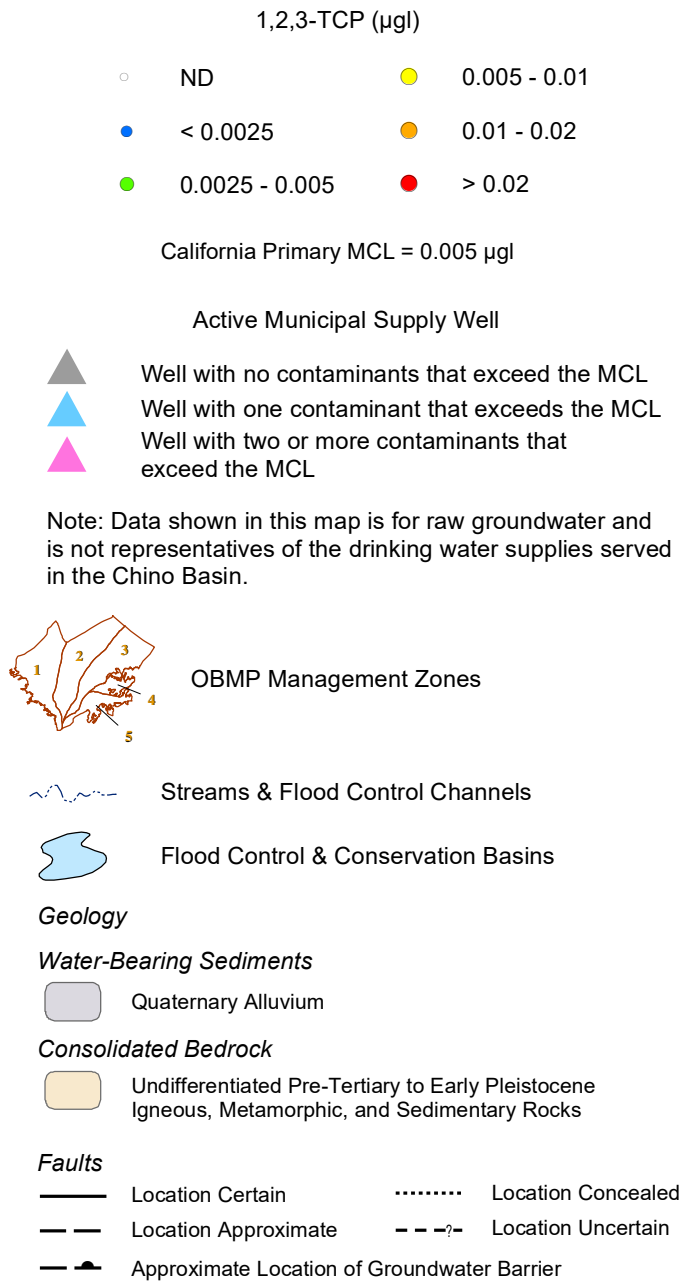 1,2,3-TCP (µgl)
ND
0.005 - 0.01
< 0.0025
0.01 - 0.02
0.0025 - 0.005
> 0.02
California Primary MCL = 0.005 µgl
Active Municipal Supply Well
Well with no contaminants that exceed the MCL
Well with one contaminant that exceeds the MCL
Well with two or more contaminants that
exceed the MCL
Note: Data shown in this map is for raw groundwater and
is not representatives of the drinking water supplies served
in the Chino Basin.
1
2
3
4
5
OBMP Management Zones
Streams & Flood Control Channels
Flood Control & Conservation Basins
Geology
Water-Bearing Sediments
Quaternary Alluvium
Consolidated Bedrock
Undifferentiated Pre-Tertiary to Early Pleistocene
Igneous, Metamorphic, and Sedimentary Rocks
Faults
Location Certain
Location Concealed
Location Approximate
?
Location Uncertain
Approximate Location of Groundwater Barrier